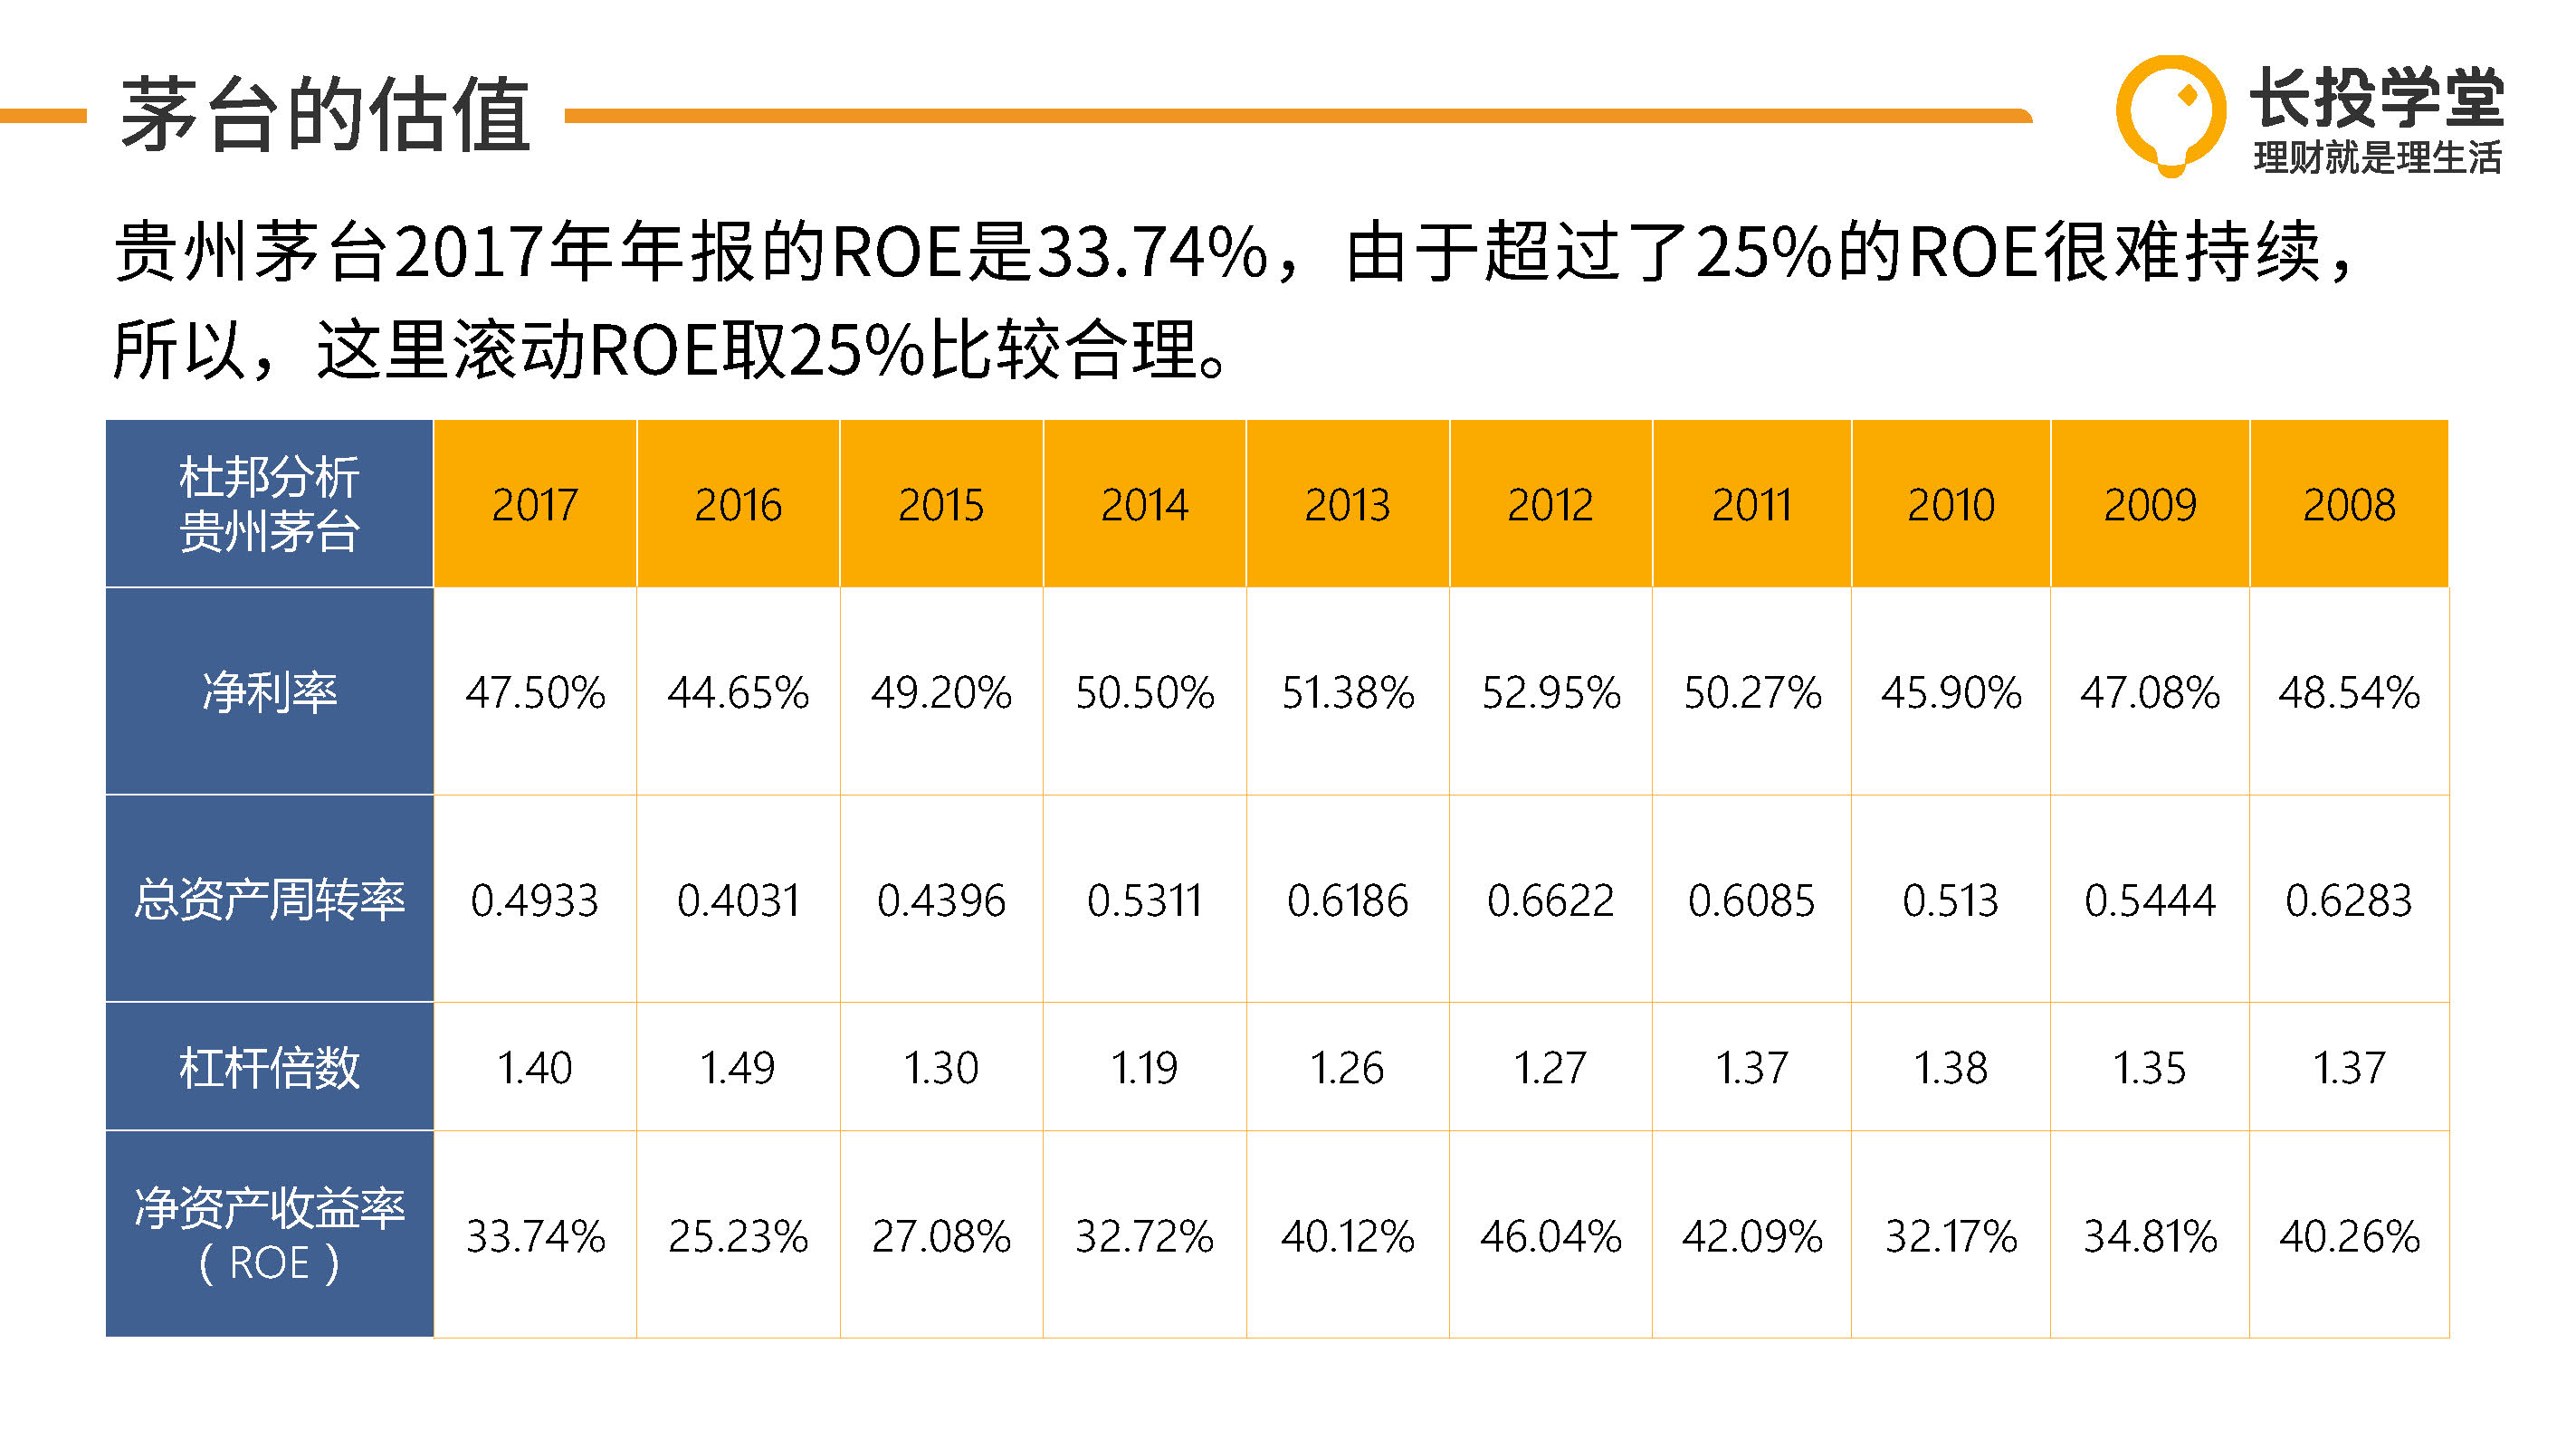 茅台的估值
长投学堂
理财就是理生活
贵州茅台2017年年报的ROE是33.74%，由于超过了25%的ROE很难持续，
所以，这里滚动ROE取25%比较合理。
杜邦分析
贵州茅台 2017 2016 2015 2014 2013 2012 2011 2010 2009 2008
净利率 47.50% 44.65% 49.20% 50.50% 51.38% 52.95% 50.27% 45.90% 47.08% 48.54%
总资产周转率 0.4933 0.4031 0.4396 0.5311 0.6186 0.6622 0.6085 0.513 0.5444 0.6283
杠杆倍数 1.40 1.49 1.30 1.19 1.26 1.27 1.37 1.38 1.35 1.37
净资产收益率
（ROE） 33.74% 25.23% 27.08% 32.72% 40.12% 46.04% 42.09% 32.17% 34.81% 40.26%